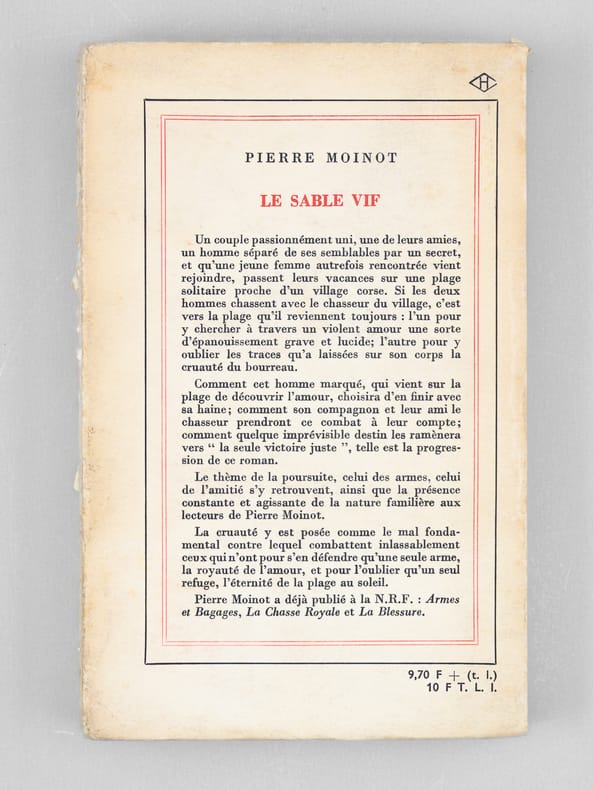 CH
PIERRE MOINOT
LE SABLE VIF
Un couple passionnément uni, une de leurs amies,
un homme séparé de ses semblables par un secret,
et qu'une jeune femme autrefois rencontrée vient
rejoindre, passent leurs vacances sur une plage
solitaire proche d'un village corse. Si les deux
hommes chassent avec le chasseur du village, c'est
vers la plage qu'il reviennent toujours : l'un pour
y chercher à travers un violent amour une sorte
d'épanouissement grave et lucide; l'autre pour y
oublier les traces qu'a laissées sur son corps la
cruauté du bourreau.
Comment cet homme marqué, qui vient sur la
plage de découvrir l'amour, choisira d'en finir avec
sa haine; comment son compagnon et leur ami le
chasseur prendront ce combat à leur compte;
comment quelque imprévisible destin les ramènera
vers “ la seule victoire juste ”, telle est la progres-
sion de ce roman.
Le thème de la poursuite, celui des armes, celui
de l'amitié s'y retrouvent, ainsi que la présence
constante et agissante de la nature familière aux
lecteurs de Pierre Moinot.
La cruauté y est posée comme le mal fonda-
mental contre lequel combattent inlassablement
ceux qui n'ont pour s'en défendre qu'une seule arme,
la royauté de l'amour, et pour l'oublier qu'un seul
refuge, l'éternité de la plage au soleil.
Pierre Moinot a déjà publié à la N.R.F. : Armes
et Bagages, La Chasse Royale et La Blessure.
9,70 F + (t. l.)
10 F T. L. I.